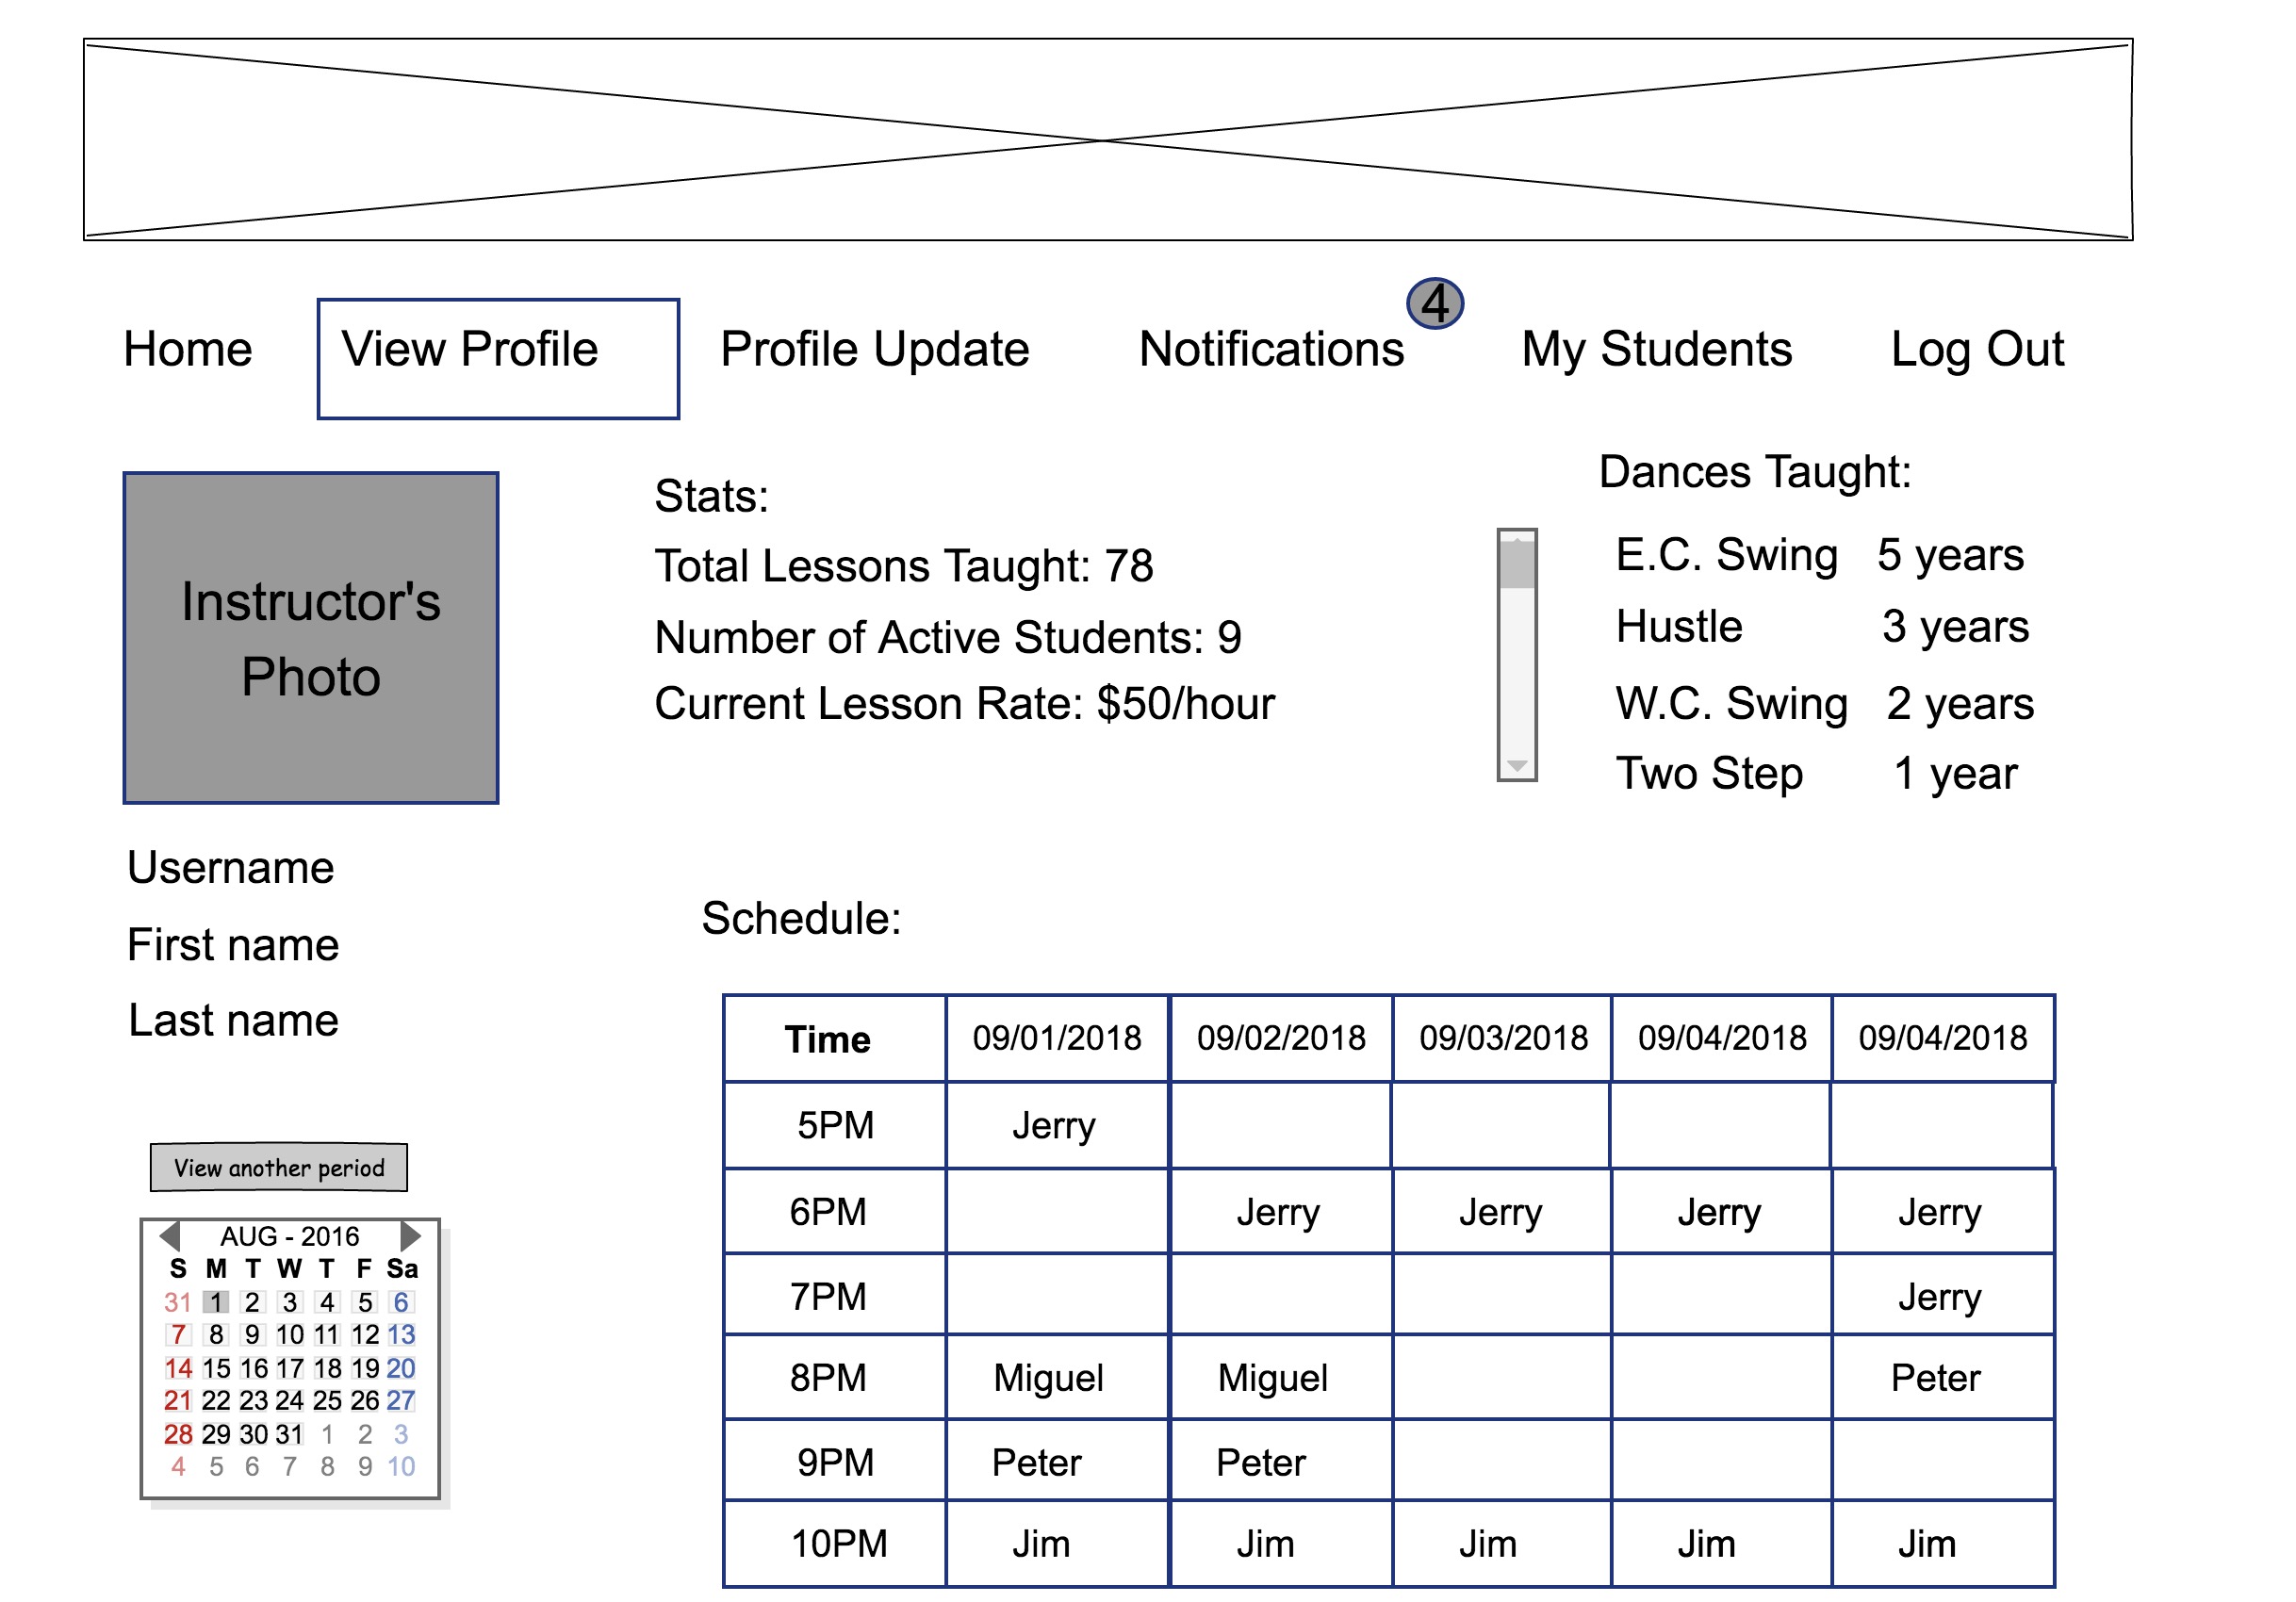 4
Home View Profile Profile Update Notifications My Students Log Out
Instructor's
Photo
Stats:
Total Lessons Taught: 78
Number of Active Students: 9
Current Lesson Rate: $50/hour
Dances Taught:
E.C. Swing 5 years
Hustle 3 years
W.C. Swing 2 years
Two Step 1 year
Username
First name
Last name
View another period
AUG - 2016
S M T W T F Sa
31 1 2 3 4 5 6
7 8 9 10 11 12 13
14 15 16 17 18 19 20
21 22 23 24 25 26 27
28 29 30 31 1 2 3
4 5 6 7 8 9 10
Schedule:
Time 09/01/2018 09/02/2018 09/03/2018 09/04/2018 09/04/2018
5PM Jerry
6PM Jerry Jerry Jerry Jerry
7PM Jerry
8PM Miguel Miguel Peter
9PM Peter Peter
10PM Jim Jim Jim Jim Jim